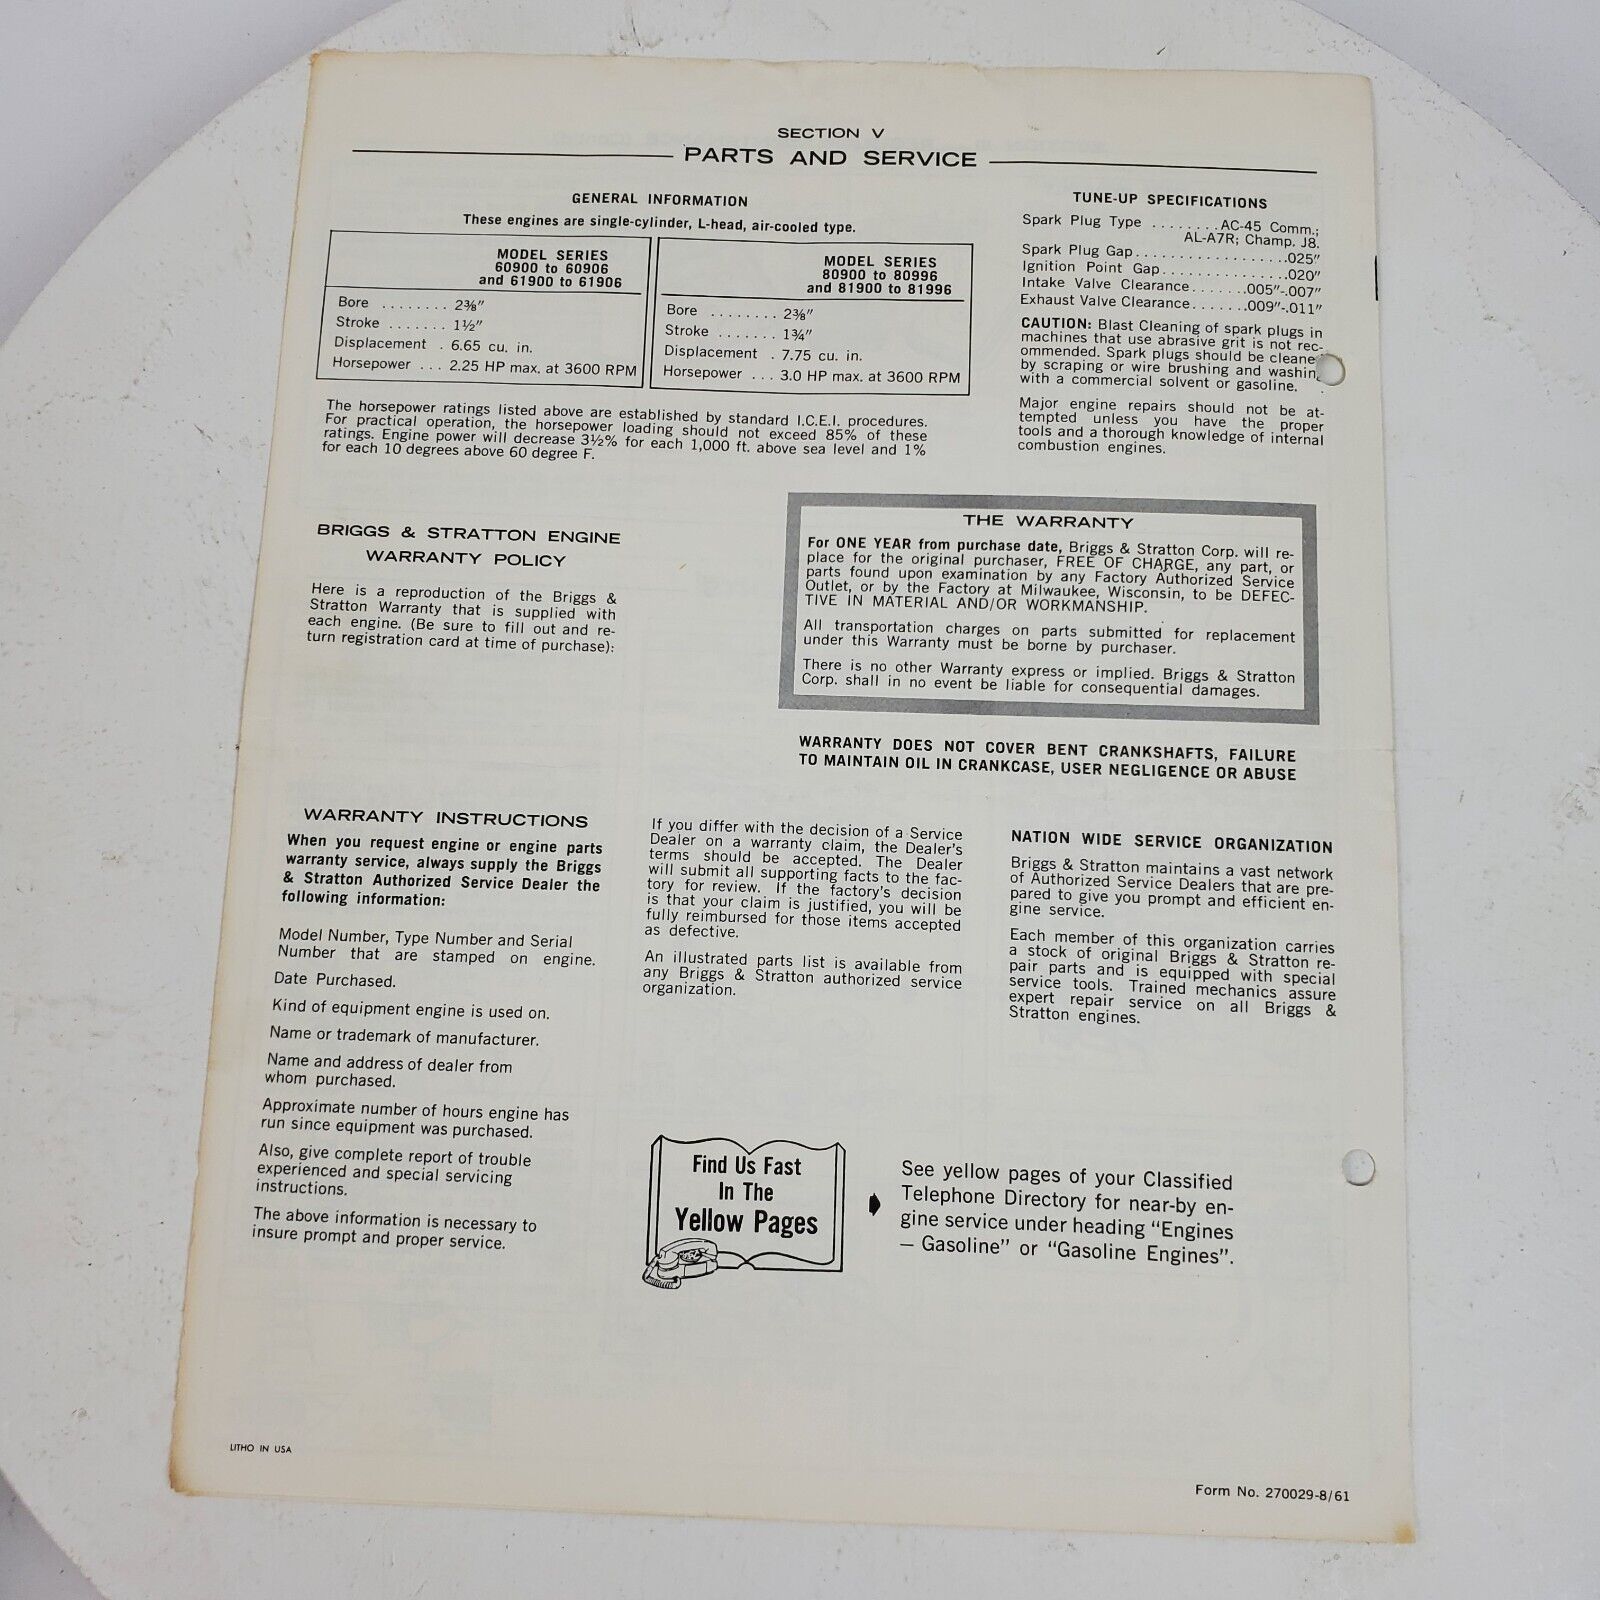 SECTION V
PARTS AND SERVICE
GENERAL INFORMATION
These engines are single-cylinder, L-head, air-cooled type.
MODEL SERIES
60900 to 60906
and 61900 to 61906
Bore ........ 2⅜"
Stroke ....... 1½"
Displacement . 6.65 cu. in.
Horsepower ... 2.25 HP max. at 3600 RPM
MODEL SERIES
80900 to 80996
and 81900 to 81996
Bore ........ 2⅜"
Stroke ....... 1¾"
Displacement . 7.75 cu. in.
Horsepower ... 3.0 HP max. at 3600 RPM
The horsepower ratings listed above are established by standard I.C.E.I. procedures.
For practical operation, the horsepower loading should not exceed 85% of these
ratings. Engine power will decrease 3½% for each 1,000 ft. above sea level and 1%
for each 10 degrees above 60 degree F.
TUNE-UP SPECIFICATIONS
Spark Plug Type ........AC-45 Comm.;
AL-A7R; Champ. J8.
Spark Plug Gap.................025"
Ignition Point Gap...............020"
Intake Valve Clearance.......005"-.007"
Exhaust Valve Clearance.......009"-.011"
CAUTION: Blast Cleaning of spark plugs in
machines that use abrasive grit is not rec-
ommended. Spark plugs should be cleane
by scraping or wire brushing and washin
with a commercial solvent or gasoline.
Major engine repairs should not be at-
tempted unless you have the proper
tools and a thorough knowledge of internal
combustion engines.
BRIGGS & STRATTON ENGINE
WARRANTY POLICY
Here is a reproduction of the Briggs &
Stratton Warranty that is supplied with
each engine. (Be sure to fill out and re-
turn registration card at time of purchase):
THE WARRANTY
For ONE YEAR from purchase date, Briggs & Stratton Corp. will re-
place for the original purchaser, FREE OF CHARGE, any part, or
parts found upon examination by any Factory Authorized Service
Outlet, or by the Factory at Milwaukee, Wisconsin, to be DEFEC-
TIVE IN MATERIAL AND/OR WORKMANSHIP.
All transportation charges on parts submitted for replacement
under this Warranty must be borne by purchaser.
There is no other Warranty express or implied. Briggs & Stratton
Corp. shall in no event be liable for consequential damages.
WARRANTY DOES NOT COVER BENT CRANKSHAFTS, FAILURE
TO MAINTAIN OIL IN CRANKCASE, USER NEGLIGENCE OR ABUSE
WARRANTY INSTRUCTIONS
When you request engine or engine parts
warranty service, always supply the Briggs
& Stratton Authorized Service Dealer the
following information:
Model Number, Type Number and Serial
Number that are stamped on engine.
Date Purchased.
Kind of equipment engine is used on.
Name or trademark of manufacturer.
Name and address of dealer from
whom purchased.
Approximate number of hours engine has
run since equipment was purchased.
Also, give complete report of trouble
experienced and special servicing
instructions.
The above information is necessary to
insure prompt and proper service.
If you differ with the decision of a Service
Dealer on a warranty claim, the Dealer's
terms should be accepted. The Dealer
will submit all supporting facts to the fac-
tory for review. If the factory's decision
is that your claim is justified, you will be
fully reimbursed for those items accepted
as defective.
An illustrated parts list is available from
any Briggs & Stratton authorized service
organization.
NATION WIDE SERVICE ORGANIZATION
Briggs & Stratton maintains a vast network
of Authorized Service Dealers that are pre-
pared to give you prompt and efficient en-
gine service.
Each member of this organization carries
a stock of original Briggs & Stratton re-
pair parts and is equipped with special
service tools. Trained mechanics assure
expert repair service on all Briggs &
Stratton engines.
Find Us Fast
In The
Yellow Pages
See yellow pages of your Classified
Telephone Directory for near-by en-
gine service under heading "Engines
— Gasoline" or "Gasoline Engines".
LITHO IN USA
Form No. 270029-8/61